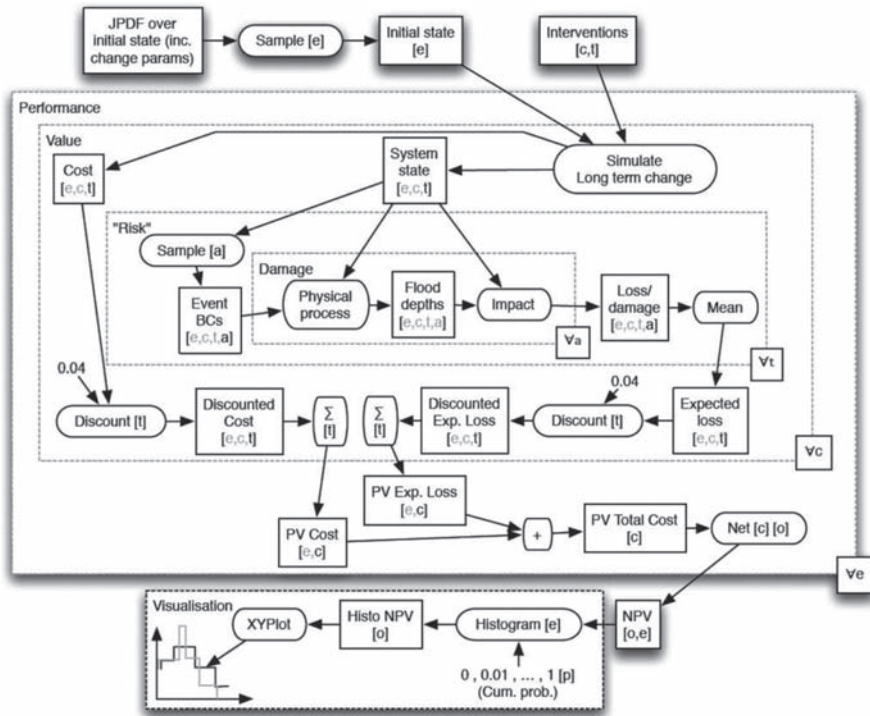 JPDF over
initial state (inc.
change params)
Sample [e]
Initial state
[e]
Interventions
[c,t]
Performance
Value
Cost
[e,c,t]
System
state
[e,c,t]
Simulate
Long term change
"Risk"
Sample [a]
Damage
Event
BCs
[e,c,t,a]
Physical
process
Flood
depths
[e,c,t,a]
Impact
Loss/
damage
[e,c,t,a]
Mean
∀a
∀t
0.04
Discount [t]
Discounted
Cost
[e,c,t]
Σ
[t]
Σ
[t]
Discounted
Exp. Loss
[e,c,t]
0.04
Discount [t]
Expected
loss
[e,c,t]
∀c
PV Exp. Loss
[e,c]
PV Cost
[e,c]
+
PV Total Cost
[c]
Net [c] [o]
∀e
Visualisation
XYPlot
Histo NPV
[o]
Histogram [e]
NPV
[o,e]
0 , 0.01 , ... , 1 [p]
(Cum. prob.)